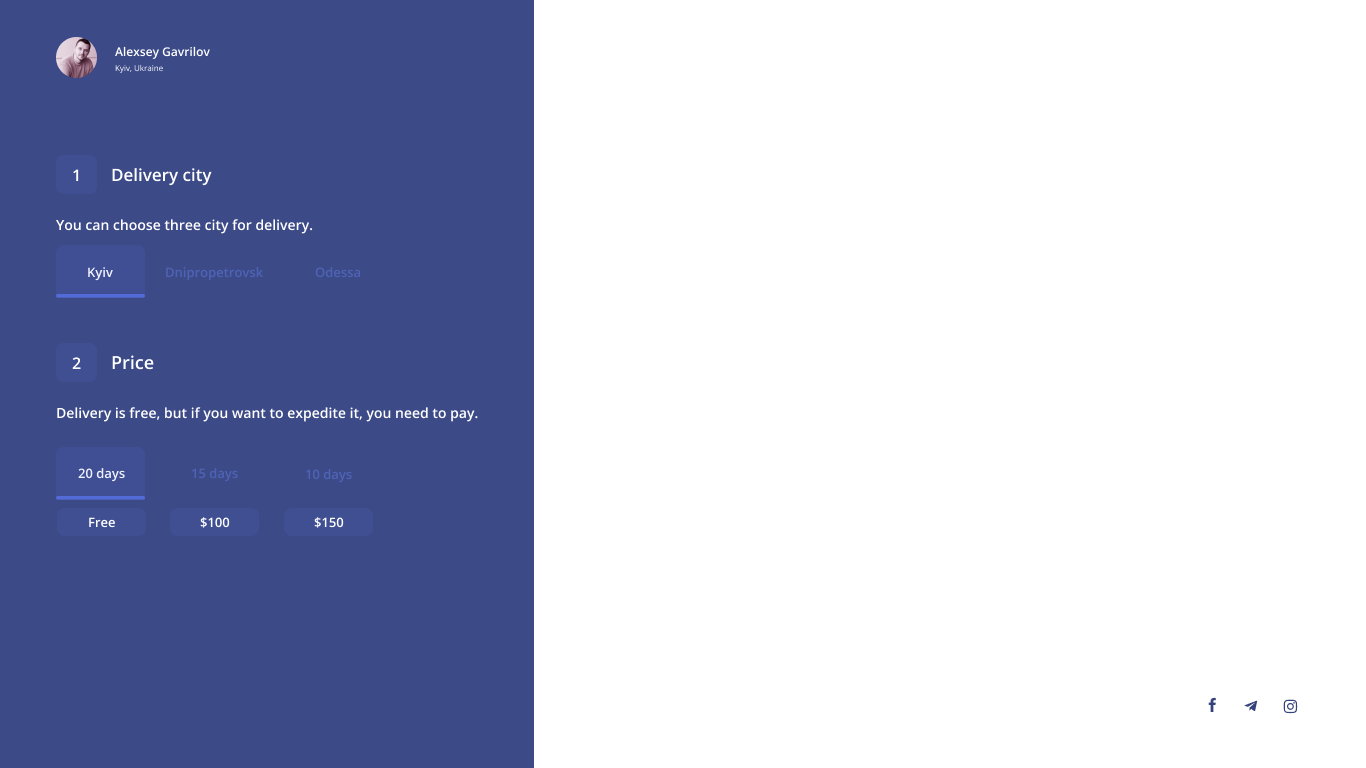 Alexsey Gavrilov
Kyiv, Ukraine
1 Delivery city
You can choose three city for delivery.
Kyiv Dnipropetrovsk Odessa
2 Price
Delivery is free, but if you want to expedite it, you need to pay.
20 days 15 days 10 days
Free $100 $150